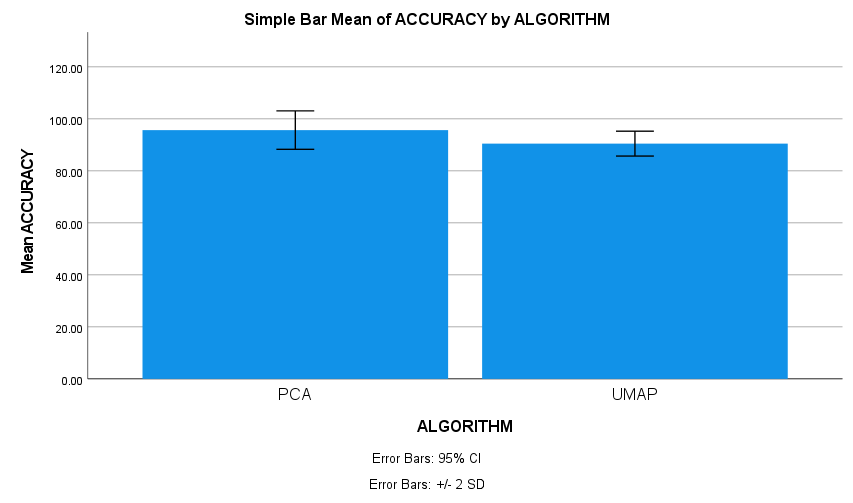 Simple Bar Mean of ACCURACY by ALGORITHM
Mean ACCURACY
120.00
100.00
80.00
60.00
40.00
20.00
0.00
PCA UMAP
ALGORITHM
Error Bars: 95% CI
Error Bars: +/- 2 SD